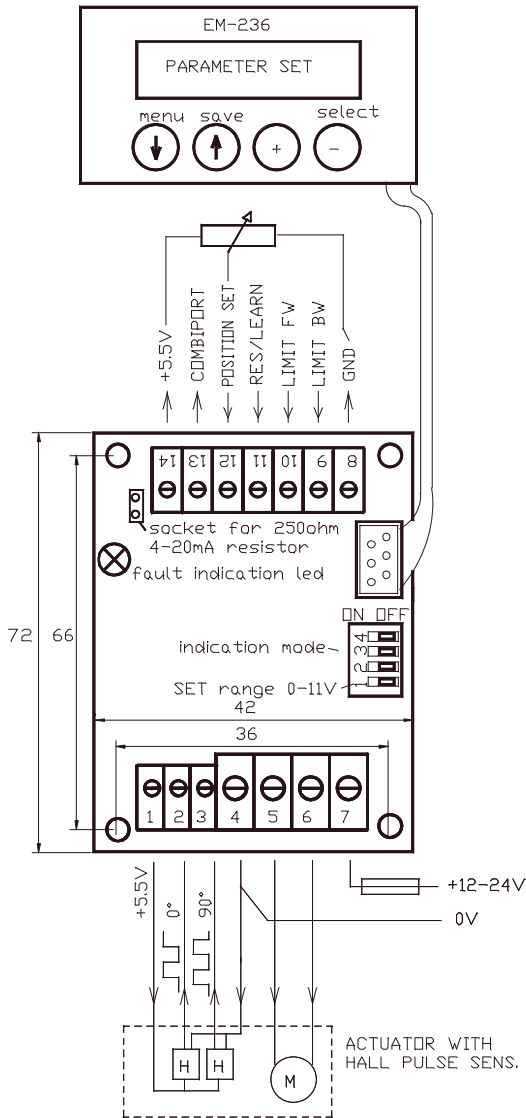 EM-236
PARAMETER SET
menu save select
+ -
+5.5V
COMBIPORT
POSITION SET
RES/LEARN
LIMIT FW
LIMIT BW
GND
14 13 12 11 10 9 8
socket for 250ohm
4-20mA resistor
fault indication led
ON OFF
4
3
2
1
indication mode
SET range 0-11V
72
66
42
36
1 2 3 4 5 6 7
+5.5V
0°
90°
+12-24V
0V
H H
M
ACTUATOR WITH
HALL PULSE SENS.